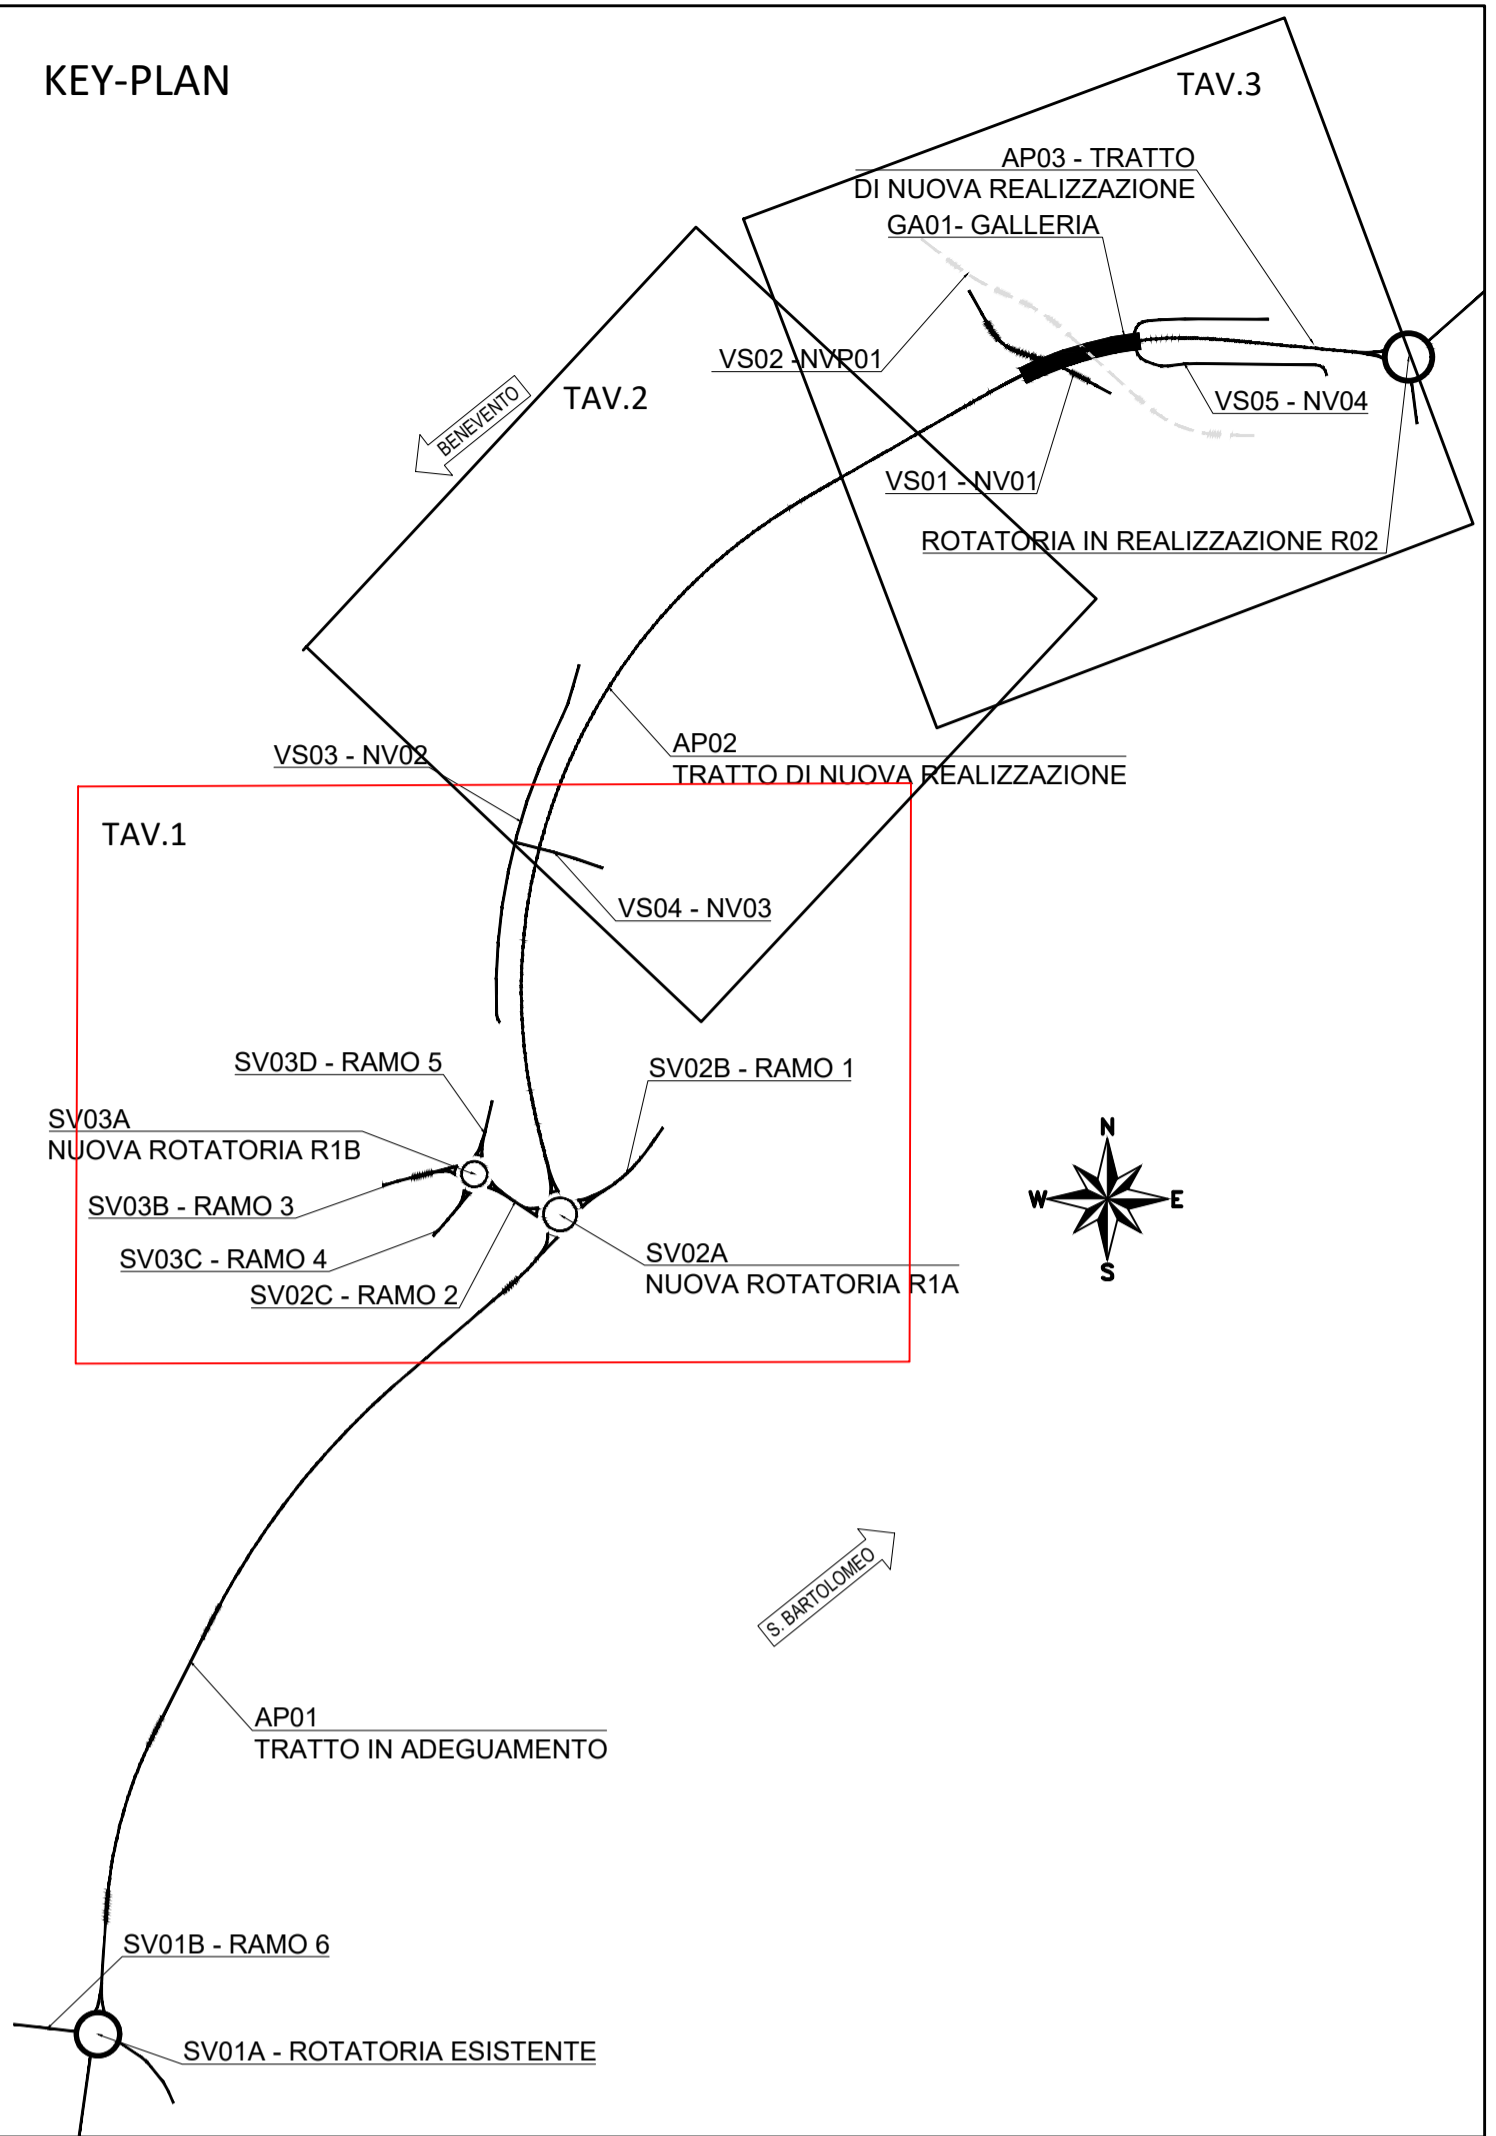 KEY-PLAN
TAV.3
AP03 - TRATTO
DI NUOVA REALIZZAZIONE
GA01- GALLERIA
VS02 -NVP01
TAV.2
BENEVENTO
VS05 - NV04
VS01 - NV01
ROTATORIA IN REALIZZAZIONE R02
AP02
TRATTO DI NUOVA REALIZZAZIONE
VS03 - NV02
TAV.1
VS04 - NV03
SV03D - RAMO 5
SV02B - RAMO 1
SV03A
NUOVA ROTATORIA R1B
SV03B - RAMO 3
SV03C - RAMO 4
SV02C - RAMO 2
SV02A
NUOVA ROTATORIA R1A
N
W
E
S
S. BARTOLOMEO
AP01
TRATTO IN ADEGUAMENTO
SV01B - RAMO 6
SV01A - ROTATORIA ESISTENTE